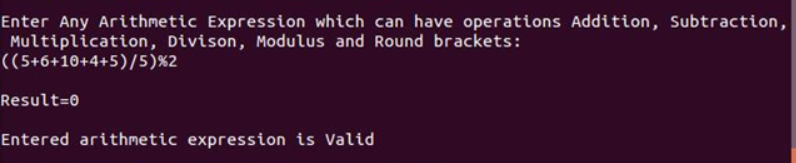 Enter Any Arithmetic Expression which can have operations Addition, Subtraction,
Multiplication, Divison, Modulus and Round brackets:
((5+6+10+4+5)/5)%2
Result=0
Entered arithmetic expression is Valid